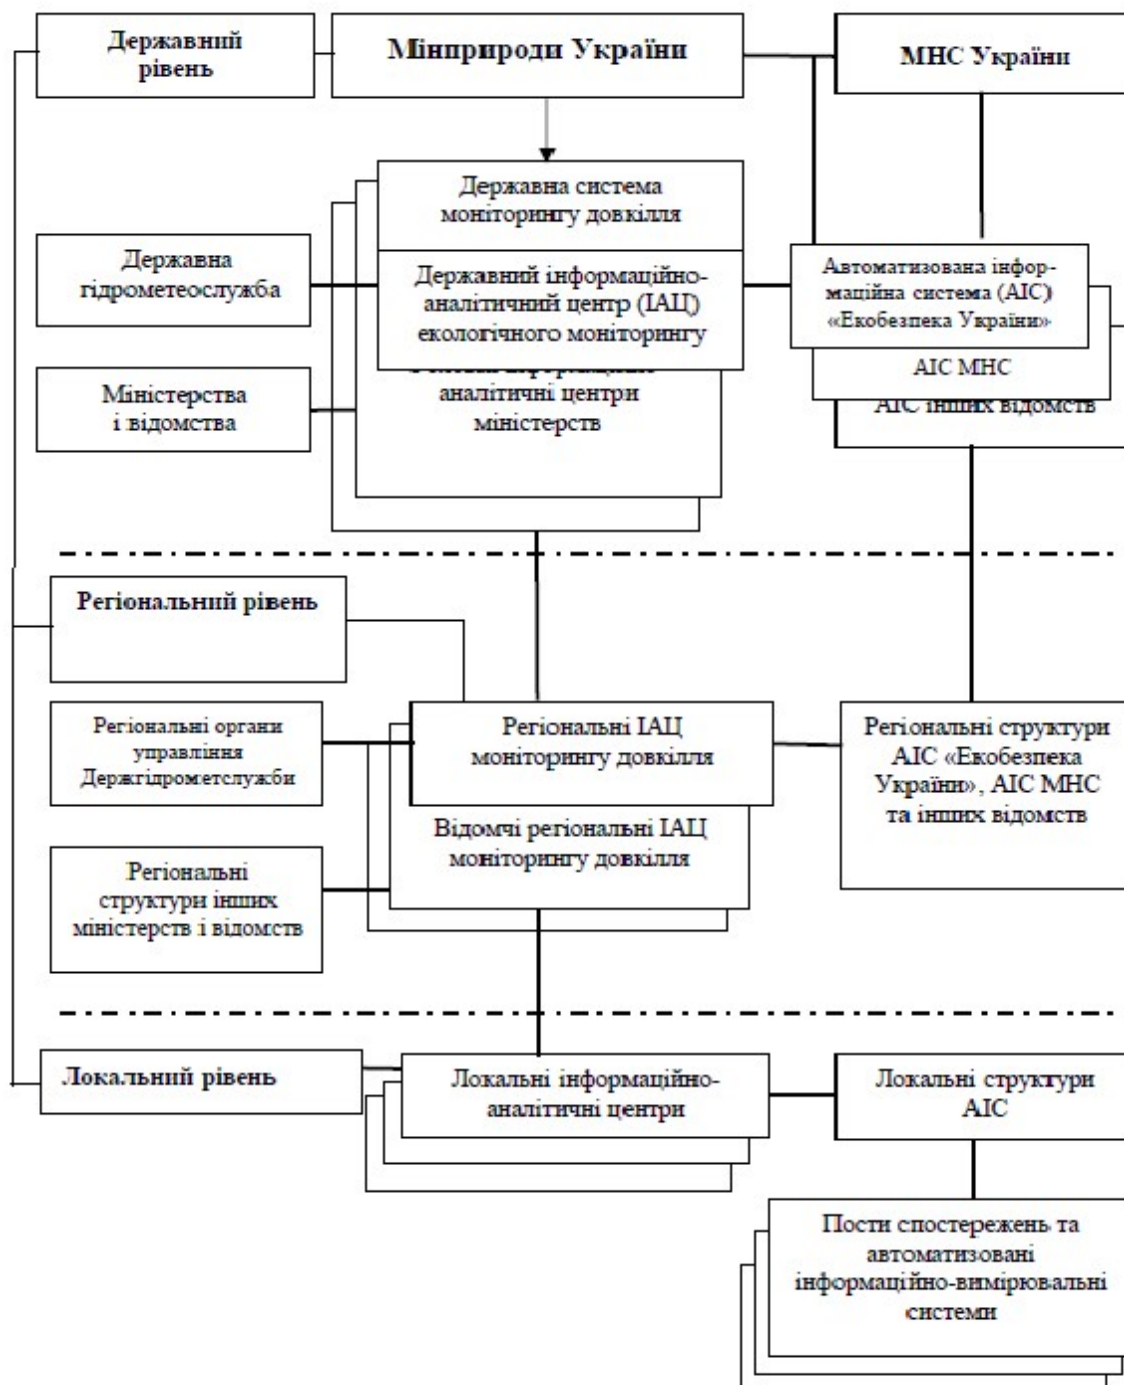 Державний
рівень
Мінприроди України
МНС України
Державна система
моніторингу довкілля
Державна
гідрометеослужба
Державний інформаційно-
аналітичний центр (ІАЦ)
екологічного моніторингу
Автоматизована інфор-
маційна система (АІС)
«Екобезпека України»
АІС МНС
АІС інших відомств
Міністерства
і відомства
аналітичні центри
міністерств
Регіональний рівень
Регіональні органи
управління
Держгідрометслужби
Регіональні ІАЦ
моніторингу довкілля
Регіональні структури
АІС «Екобезпека
України», АІС МНС
та інших відомств
Відомчі регіональні ІАЦ
моніторингу довкілля
Регіональні
структури інших
міністерств і відомств
Локальний рівень
Локальні інформаційно-
аналітичні центри
Локальні структури
АІС
Пости спостережень та
автоматизовані
інформаційно-вимірювальні
системи